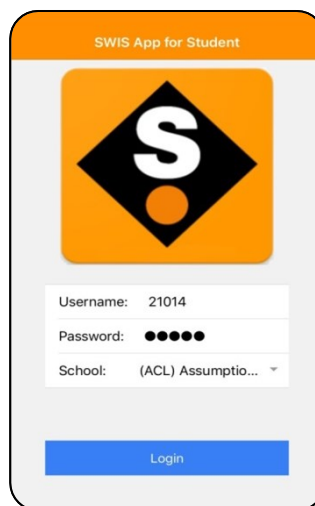 SWIS App for Student
S
Username: 21014
Password: ●●●●●
School: (ACL) Assumptio...
Login